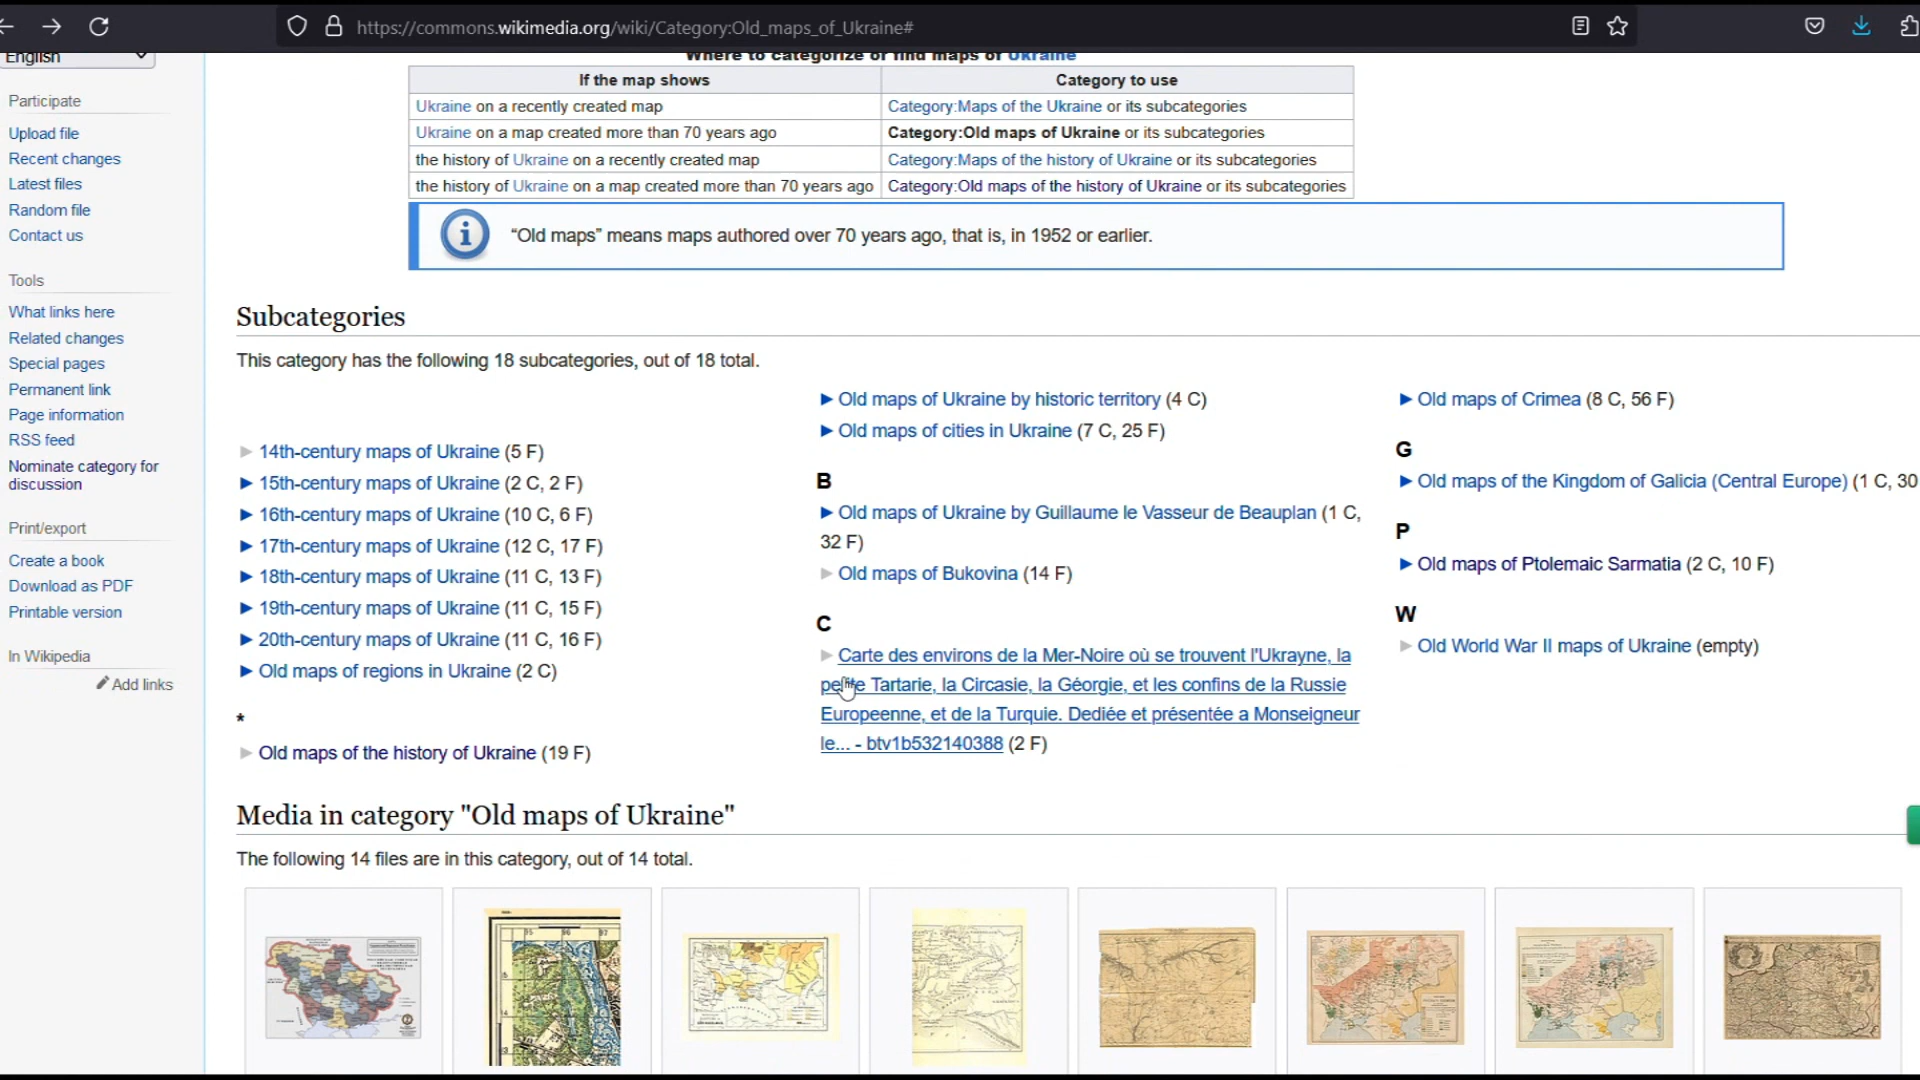 https://commons.wikimedia.org/wiki/Category:Old_maps_of_Ukraine#
English
Participate
Upload file
Recent changes
Latest files
Random file
Contact us
Tools
What links here
Related changes
Special pages
Permanent link
Page information
RSS feed
Nominate category for
discussion
Print/export
Create a book
Download as PDF
Printable version
In Wikipedia
Add links
Where to categorize or find maps of Ukraine
If the map shows Category to use
Ukraine on a recently created map Category:Maps of the Ukraine or its subcategories
Ukraine on a map created more than 70 years ago Category:Old maps of Ukraine or its subcategories
the history of Ukraine on a recently created map Category:Maps of the history of Ukraine or its subcategories
the history of Ukraine on a map created more than 70 years ago Category:Old maps of the history of Ukraine or its subcategories
“Old maps” means maps authored over 70 years ago, that is, in 1952 or earlier.
Subcategories
This category has the following 18 subcategories, out of 18 total.
14th-century maps of Ukraine (5 F)
15th-century maps of Ukraine (2 C, 2 F)
16th-century maps of Ukraine (10 C, 6 F)
17th-century maps of Ukraine (12 C, 17 F)
18th-century maps of Ukraine (11 C, 13 F)
19th-century maps of Ukraine (11 C, 15 F)
20th-century maps of Ukraine (11 C, 16 F)
Old maps of regions in Ukraine (2 C)
*
Old maps of the history of Ukraine (19 F)
Old maps of Ukraine by historic territory (4 C)
Old maps of cities in Ukraine (7 C, 25 F)
B
Old maps of Ukraine by Guillaume le Vasseur de Beauplan (1 C,
32 F)
Old maps of Bukovina (14 F)
C
Carte des environs de la Mer-Noire où se trouvent l'Ukrayne, la
petite Tartarie, la Circasie, la Géorgie, et les confins de la Russie
Europeenne, et de la Turquie. Dediée et présentée a Monseigneur
le... - btv1b532140388 (2 F)
Old maps of Crimea (8 C, 56 F)
G
Old maps of the Kingdom of Galicia (Central Europe) (1 C, 30
P
Old maps of Ptolemaic Sarmatia (2 C, 10 F)
W
Old World War II maps of Ukraine (empty)
Media in category "Old maps of Ukraine"
The following 14 files are in this category, out of 14 total.